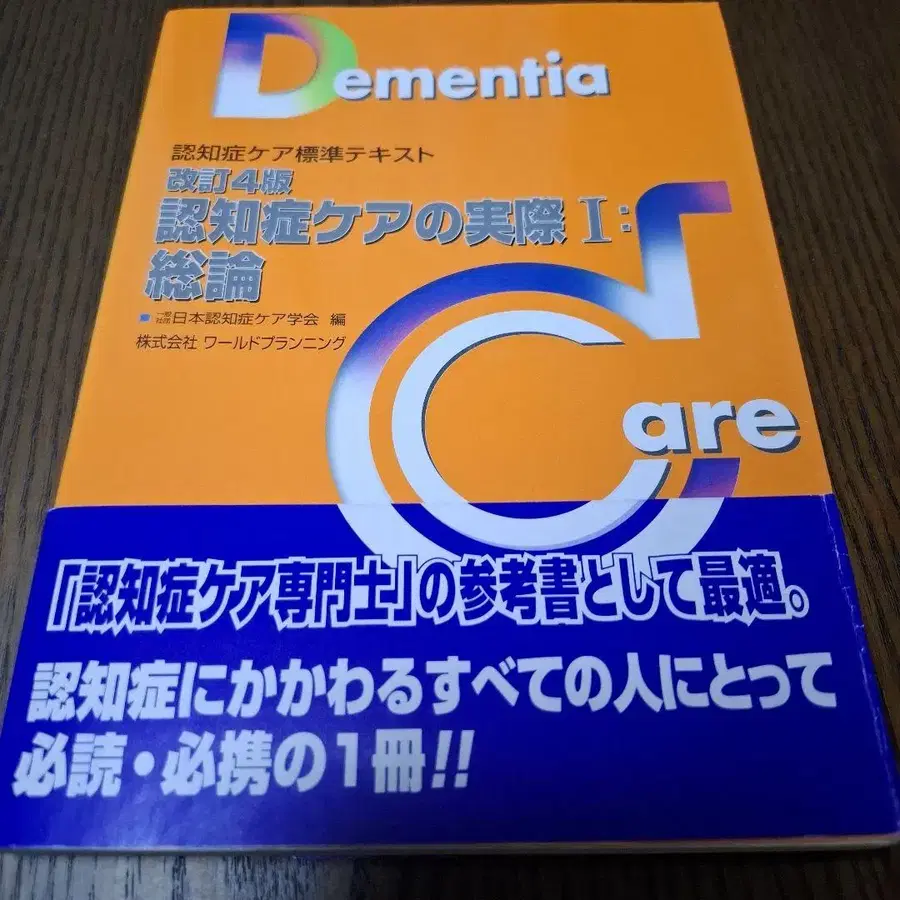 Dementia
認知症ケア標準テキスト
改訂4版
認知症ケアの実際 I:
総論
一般社団 日本認知症ケア学会 編
株式会社 ワールドプランニング
Care
「認知症ケア専門士」の参考書として最適。
認知症にかかわるすべての人にとって
必読・必携の1冊!!